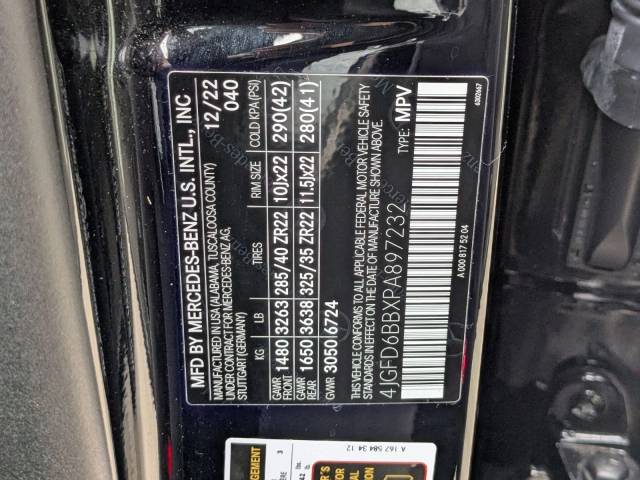 MFD BY MERCEDES-BENZ U.S. INTL., INC.
MANUFACTURED IN USA (ALABAMA, TUSCALOOSA COUNTY)
UNDER CONTRACT FOR MERCEDES-BENZ AG,
STUTTGART (GERMANY)
12/22
040
KG LB TIRES RIM SIZE COLD KPA (PSI)
GAWR FRONT 1480 3263 285/40 ZR22 10Jx22 290(42)
GAWR REAR 1650 3638 325/35 ZR22 11.5Jx22 280(41)
GVWR 3050 6724
THIS VEHICLE CONFORMS TO ALL APPLICABLE FEDERAL MOTOR VEHICLE SAFETY
STANDARDS IN EFFECT ON THE DATE OF MANUFACTURE SHOWN ABOVE.
4JGFD6BBXPA897232 TYPE: MPV
6302667
A 000 817 52 04
A 167 584 34 12